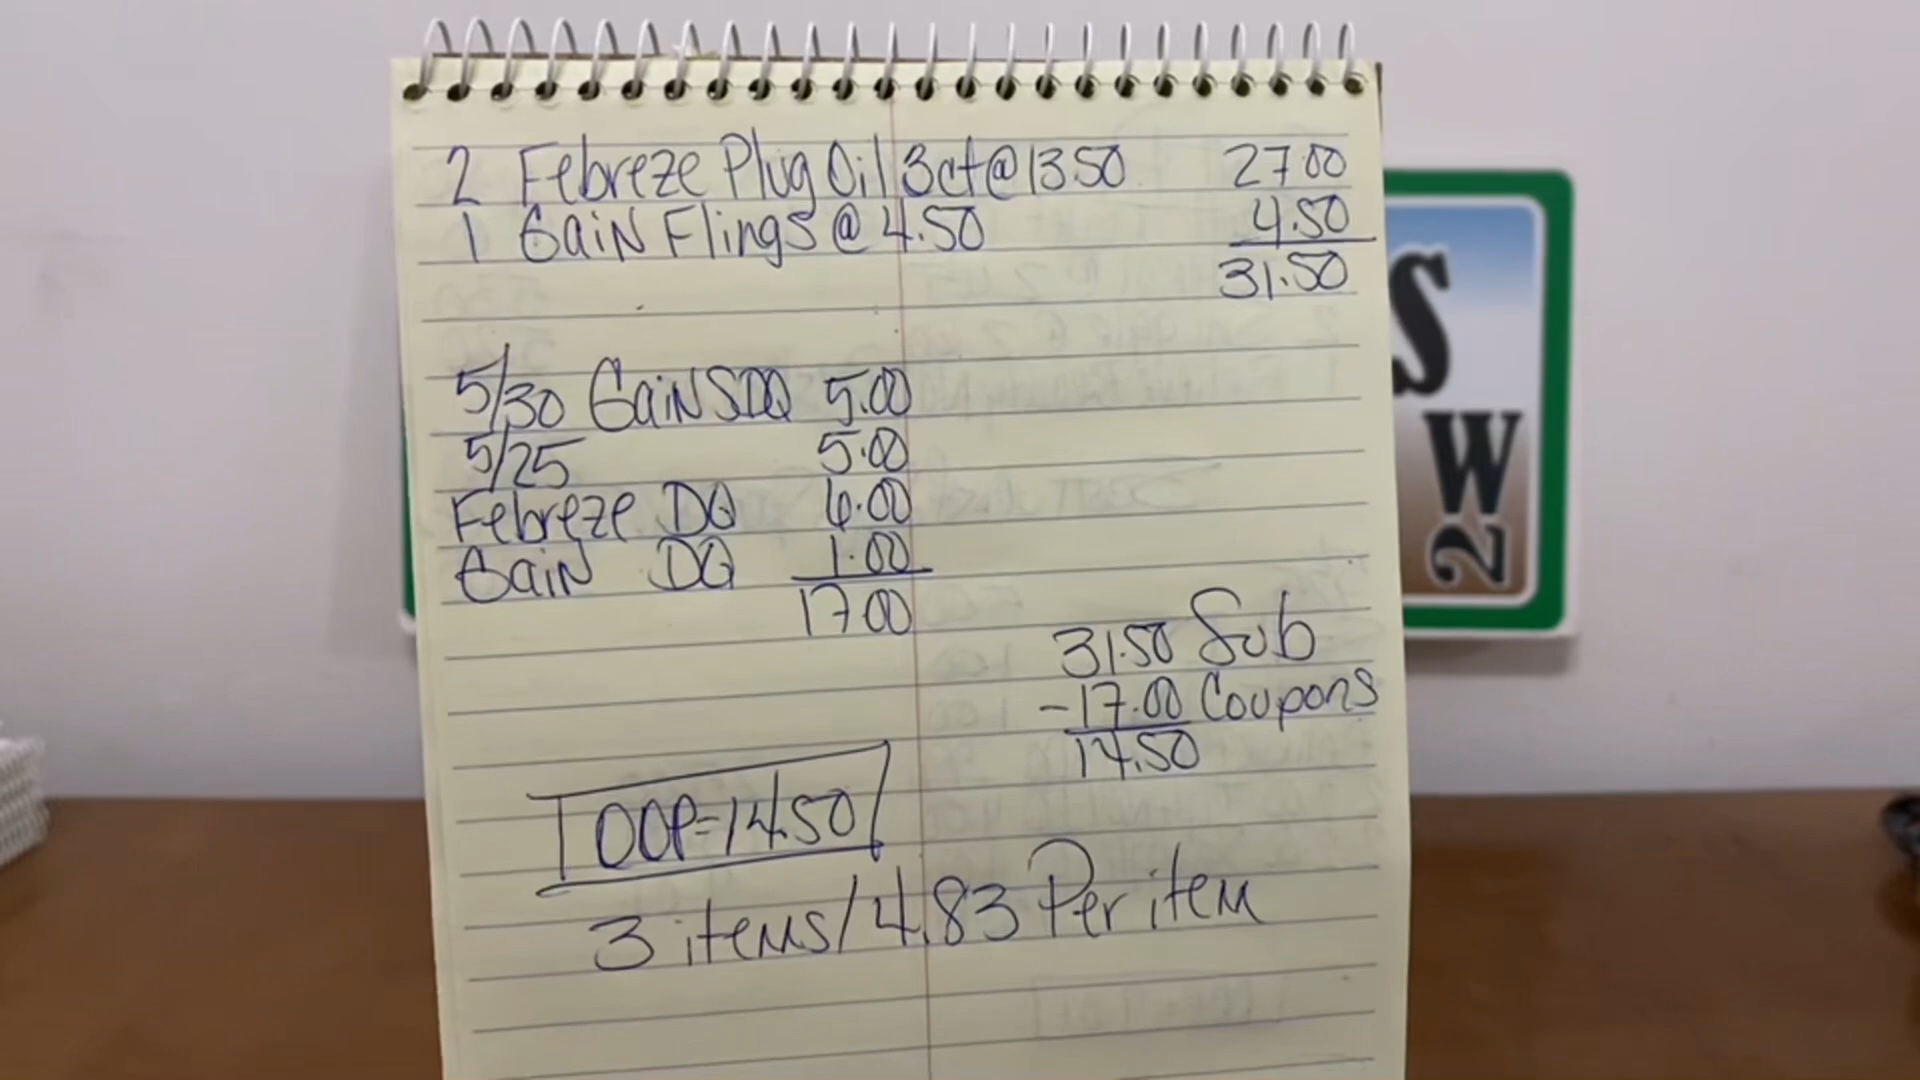 2 Febreze Plug Oil 3ct @ 13.50 27.00
1 Gain Flings @ 4.50 4.50
31.50
5/30 Gain SDQ 5.00
5/25 5.00
Febreze DQ 6.00
Gain DQ 1.00
17.00
31.50 Sub
-17.00 Coupons
14.50
OOP=14.50
3 items/4.83 Per item
S
W
2